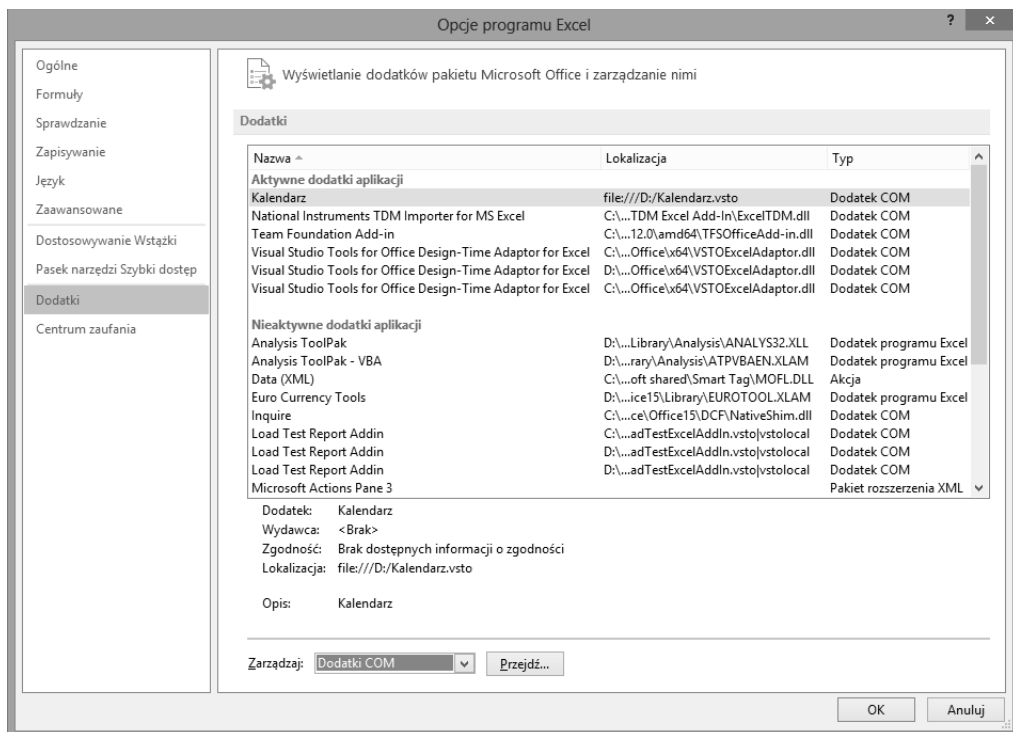 Opcje programu Excel
? ×
Ogólne
Formuły
Sprawdzanie
Zapisywanie
Język
Zaawansowane
Dostosowywanie Wstążki
Pasek narzędzi Szybki dostęp
Dodatki
Centrum zaufania
Wyświetlanie dodatków pakietu Microsoft Office i zarządzanie nimi
Dodatki
Nazwa Lokalizacja Typ
Aktywne dodatki aplikacji
Kalendarz file:///D:/Kalendarz.vsto Dodatek COM
National Instruments TDM Importer for MS Excel C:\...TDM Excel Add-In\ExcelTDM.dll Dodatek COM
Team Foundation Add-in C:\...12.0\amd64\TFSOfficeAdd-in.dll Dodatek COM
Visual Studio Tools for Office Design-Time Adaptor for Excel C:\...Office\x64\VSTOExcelAdaptor.dll Dodatek COM
Visual Studio Tools for Office Design-Time Adaptor for Excel D:\...Office\x64\VSTOExcelAdaptor.dll Dodatek COM
Visual Studio Tools for Office Design-Time Adaptor for Excel C:\...Office\x64\VSTOExcelAdaptor.dll Dodatek COM
Nieaktywne dodatki aplikacji
Analysis ToolPak D:\...Library\Analysis\ANALYS32.XLL Dodatek programu Excel
Analysis ToolPak - VBA D:\...rary\Analysis\ATPVBAEN.XLAM Dodatek programu Excel
Data (XML) C:\...oft shared\Smart Tag\MOFL.DLL Akcja
Euro Currency Tools D:\...ice15\Library\EUROTOOL.XLAM Dodatek programu Excel
Inquire C:\...ce\Office15\DCF\NativeShim.dll Dodatek COM
Load Test Report Addin C:\...adTestExcelAddIn.vsto|vstolocal Dodatek COM
Load Test Report Addin D:\...adTestExcelAddIn.vsto|vstolocal Dodatek COM
Load Test Report Addin D:\...adTestExcelAddIn.vsto|vstolocal Dodatek COM
Microsoft Actions Pane 3 Pakiet rozszerzenia XML
Dodatek: Kalendarz
Wydawca: <Brak>
Zgodność: Brak dostępnych informacji o zgodności
Lokalizacja: file:///D:/Kalendarz.vsto
Opis: Kalendarz
Zarządzaj: Dodatki COM Przejdź...
OK Anuluj